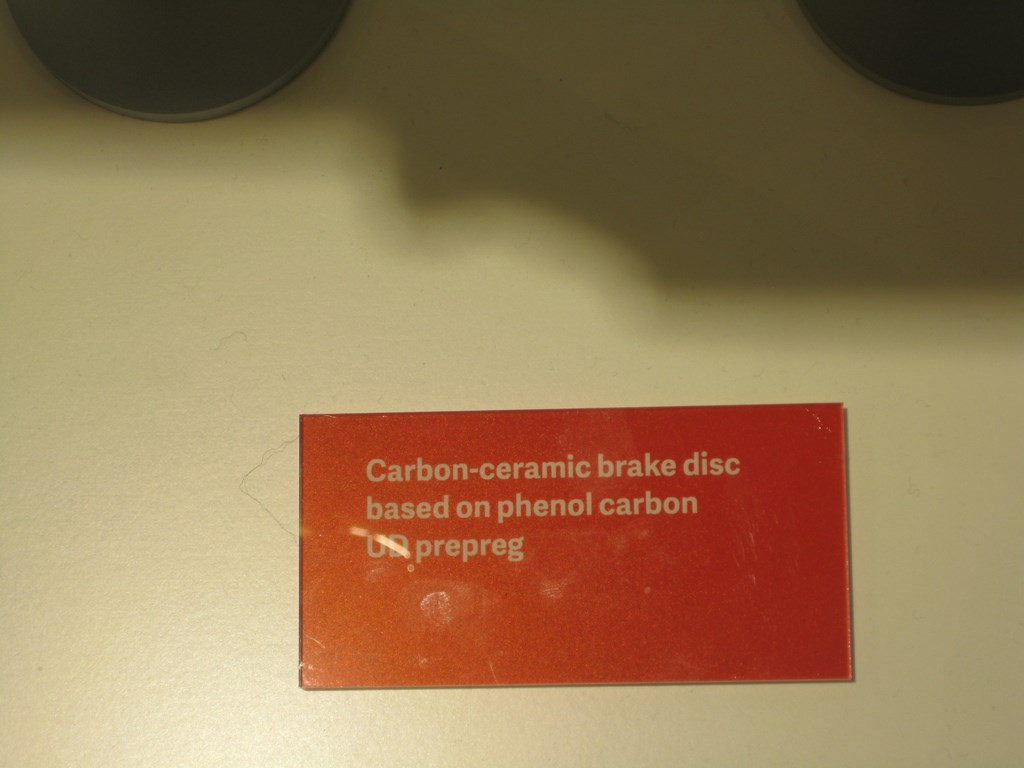 Carbon-ceramic brake disc
based on phenol carbon
UD prepreg